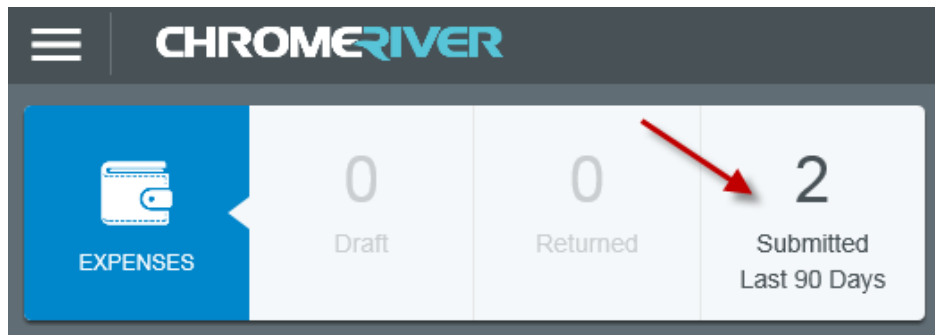 CHROMERIVER
EXPENSES
0
Draft
0
Returned
2
Submitted
Last 90 Days